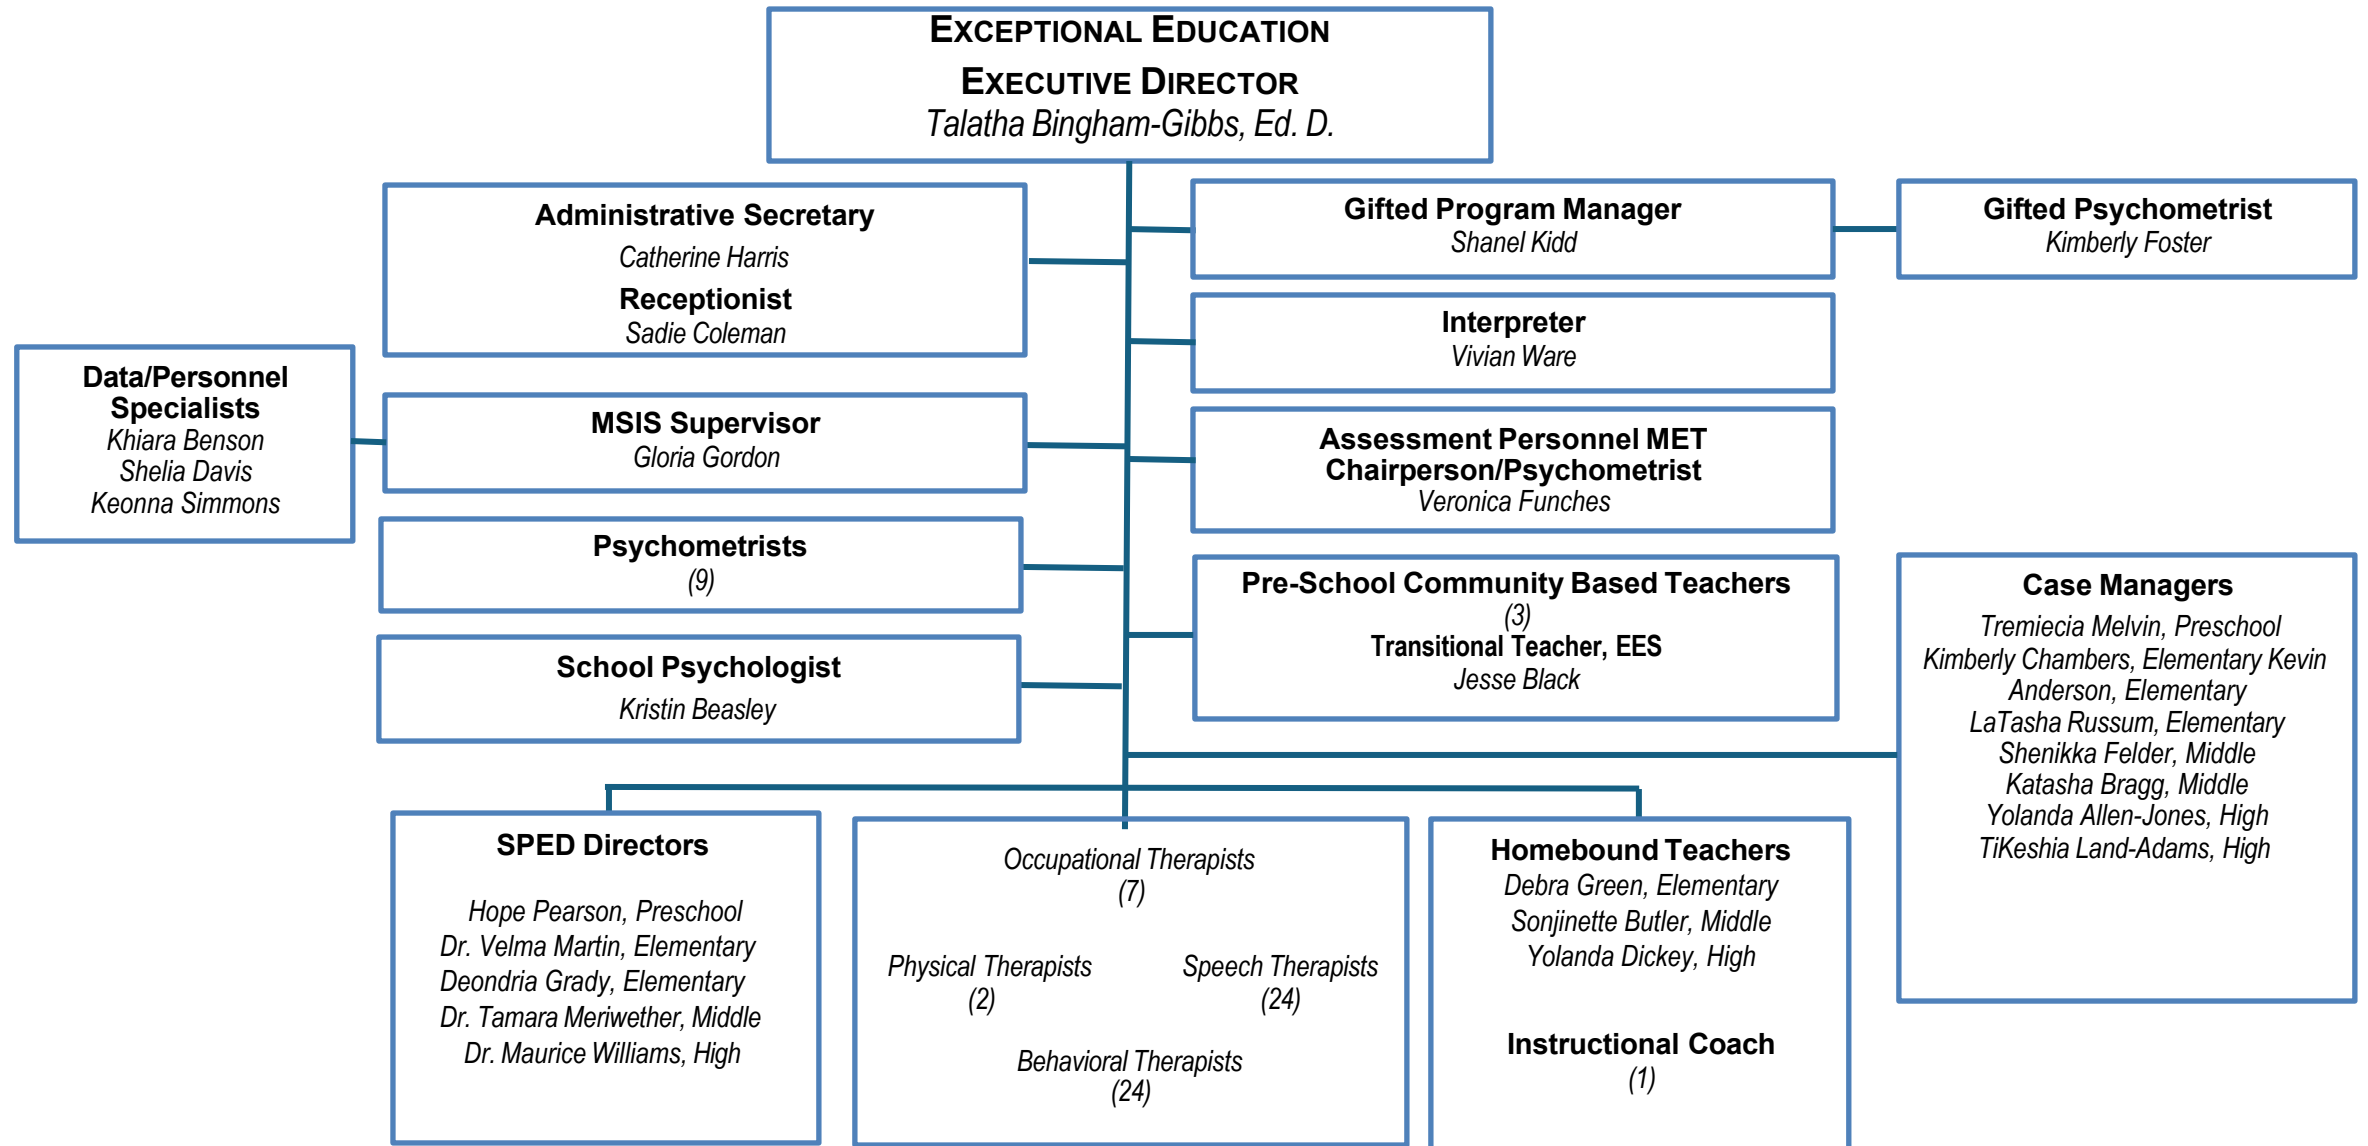 EXCEPTIONAL EDUCATION
EXECUTIVE DIRECTOR
Talatha Bingham-Gibbs, Ed. D.
Administrative Secretary
Catherine Harris
Receptionist
Sadie Coleman
Gifted Program Manager
Shanel Kidd
Gifted Psychometrist
Kimberly Foster
Interpreter
Vivian Ware
Data/Personnel
Specialists
Khiara Benson
Shelia Davis
Keonna Simmons
MSIS Supervisor
Gloria Gordon
Assessment Personnel MET
Chairperson/Psychometrist
Veronica Funches
Psychometrists
(9)
Pre-School Community Based Teachers
(3)
Transitional Teacher, EES
Jesse Black
School Psychologist
Kristin Beasley
Case Managers
Tremiecia Melvin, Preschool
Kimberly Chambers, Elementary Kevin
Anderson, Elementary
LaTasha Russum, Elementary
Shenikka Felder, Middle
Katasha Bragg, Middle
Yolanda Allen-Jones, High
TiKeshia Land-Adams, High
SPED Directors
Hope Pearson, Preschool
Dr. Velma Martin, Elementary
Deondria Grady, Elementary
Dr. Tamara Meriwether, Middle
Dr. Maurice Williams, High
Occupational Therapists
(7)
Physical Therapists
(2)
Speech Therapists
(24)
Behavioral Therapists
(24)
Homebound Teachers
Debra Green, Elementary
Sonjinette Butler, Middle
Yolanda Dickey, High
Instructional Coach
(1)